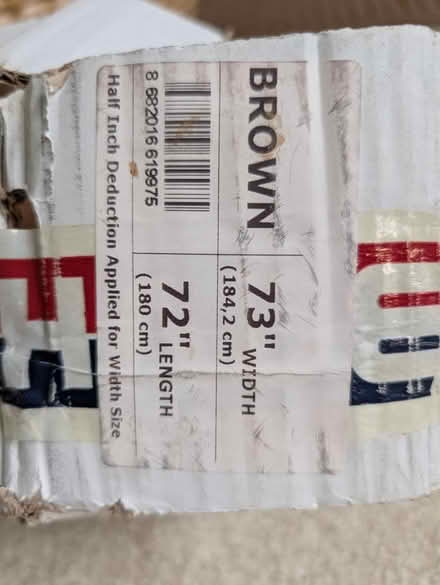 BROWN
73" WIDTH
(184,2 cm)
8 682016 619975
72" LENGTH
(180 cm)
Half Inch Deduction Applied for Width Size